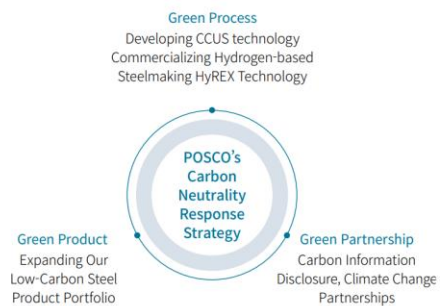 Green Process
Developing CCUS technology
Commercializing Hydrogen-based
Steelmaking HyREX Technology
POSCO's
Carbon
Neutrality
Response
Strategy
Green Product
Expanding Our
Low-Carbon Steel
Product Portfolio
Green Partnership
Carbon Information
Disclosure, Climate Change
Partnerships